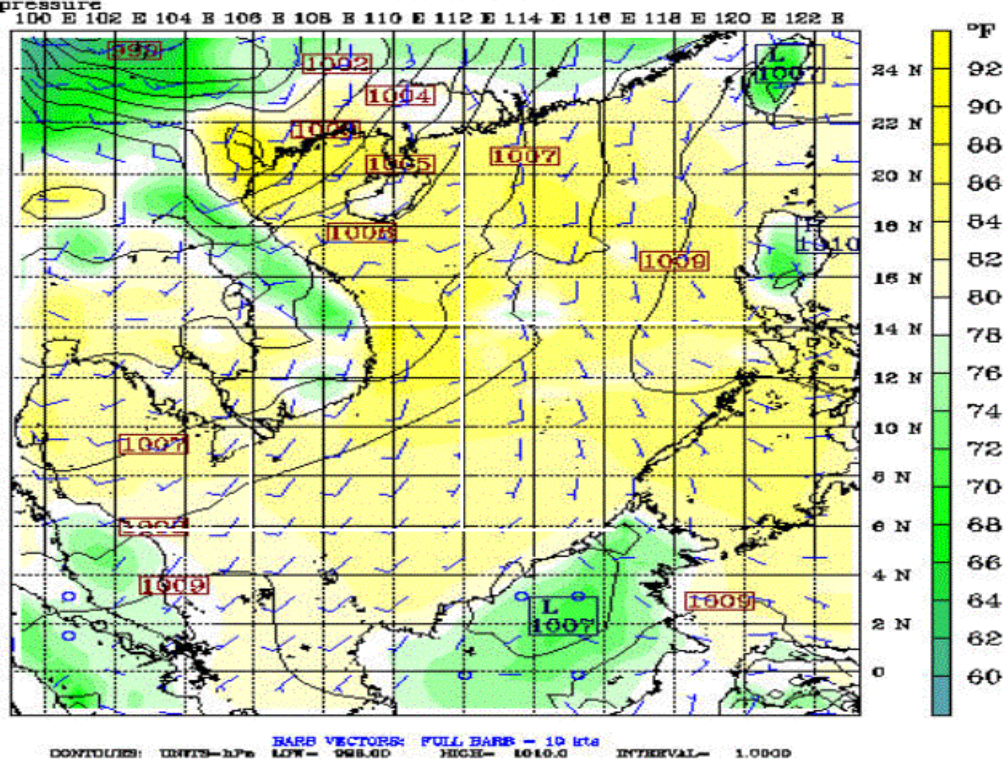 pressure
100 E 102 E 104 E 106 E 108 E 110 E 112 E 114 E 116 E 118 E 120 E 122 E
°F
L
1007
24 N
92
1002
1004
90
22 N
88
1007
1005
20 N
86
H
1010
18 N
84
1009
82
16 N
80
14 N
78
12 N
76
74
1007
10 N
72
8 N
70
6 N
68
66
1009
4 N
64
1009
L
1007
2 N
62
0
60
BARB VECTORS: FULL BARB = 10 kts
CONTOURS: UNITS=hPa LOW= 998.00 HIGH= 1010.0 INTERVAL= 1.0000